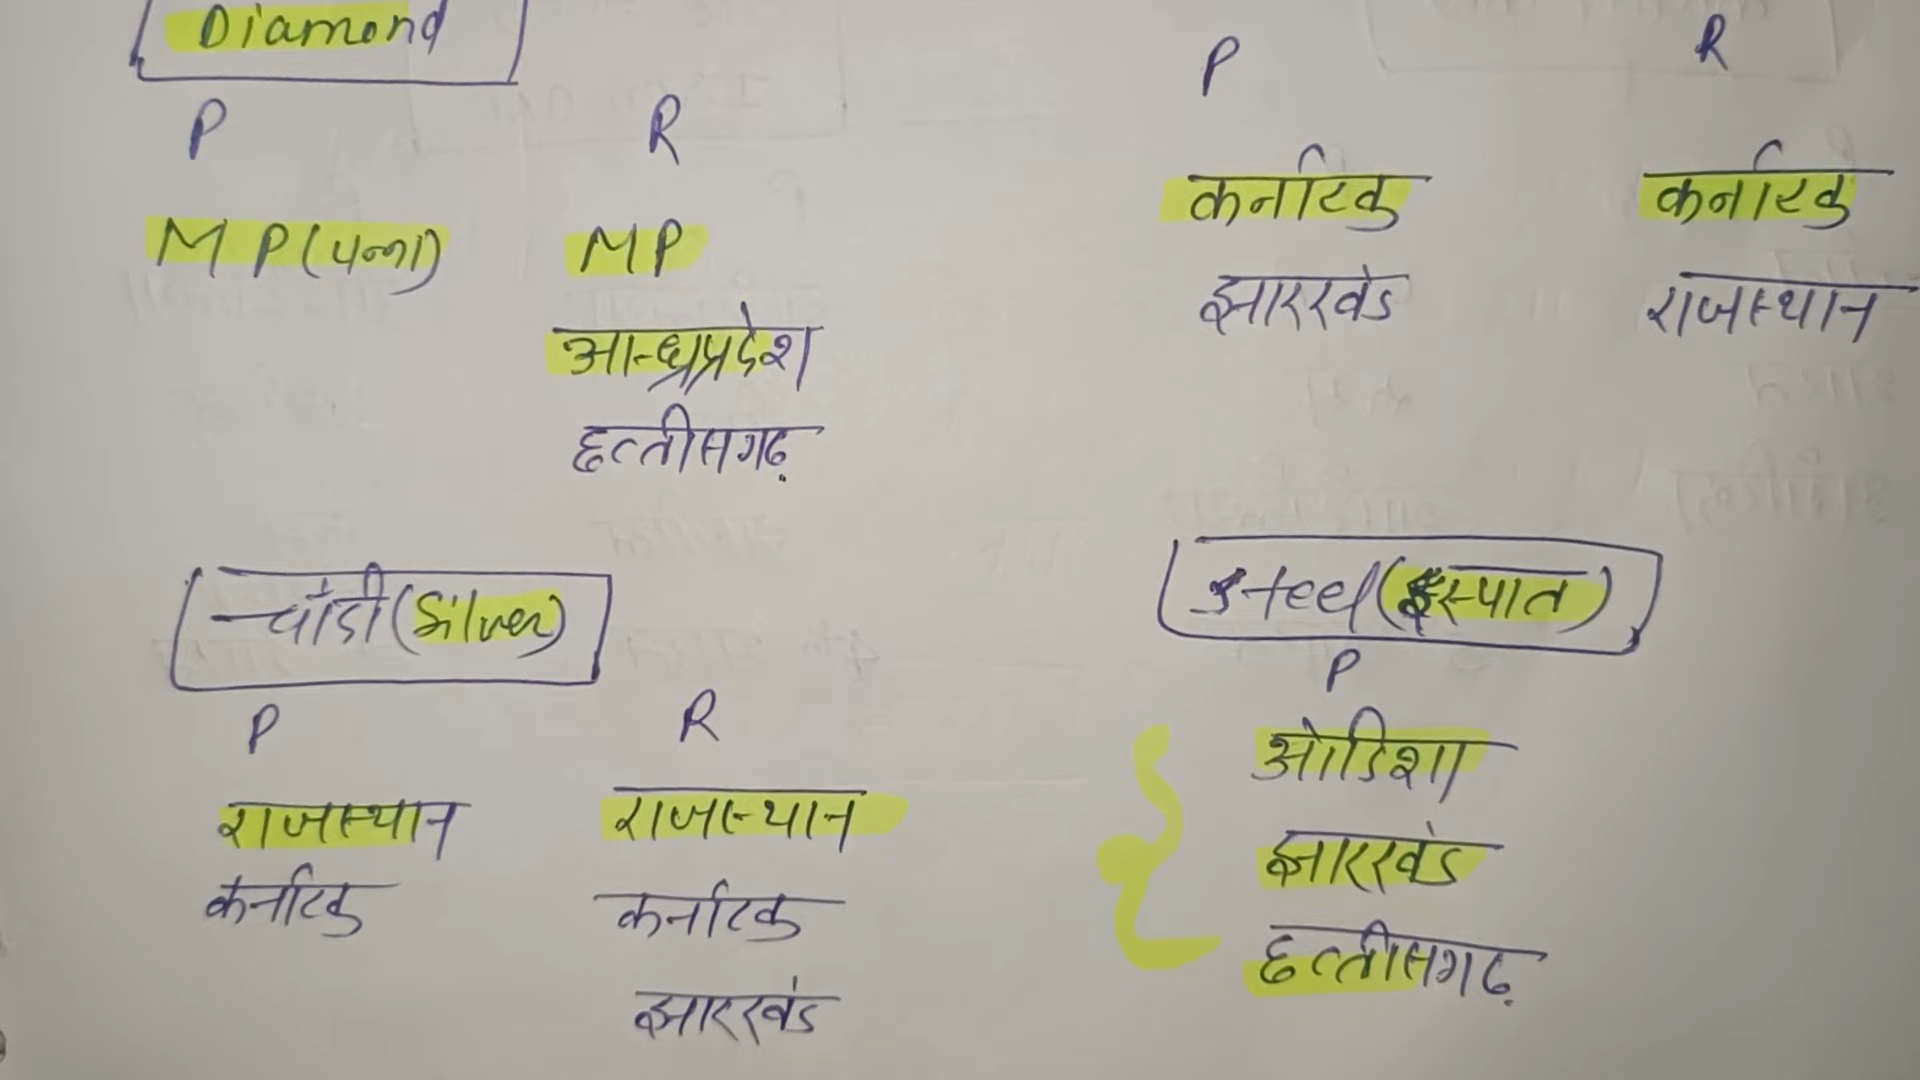 Diamond
P R
MP(पन्ना) MP
आन्ध्रप्रदेश
छत्तीसगढ़
चाँदी(Silver)
P R
राजस्थान राजस्थान
कर्नाटक कर्नाटक
झारखंड
P R
कर्नाटक कर्नाटक
झारखंड राजस्थान
Steel(इस्पात)
P
ओडिशा
झारखंड
छत्तीसगढ़